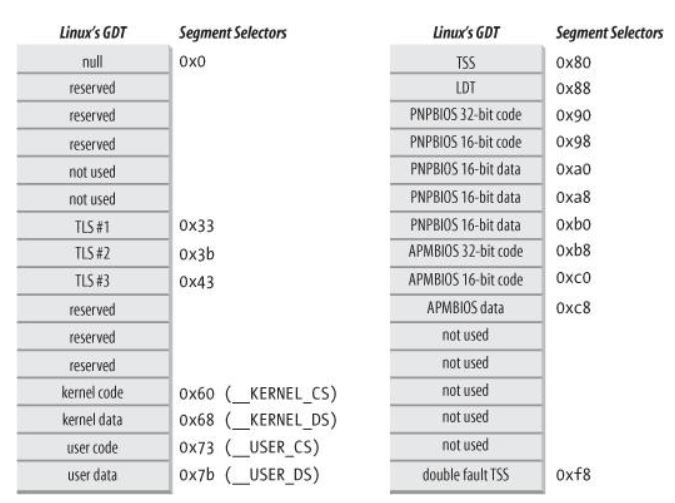 Linux's GDT Segment Selectors
null 0x0
reserved
reserved
reserved
not used
not used
TLS #1 0x33
TLS #2 0x3b
TLS #3 0x43
reserved
reserved
reserved
kernel code 0x60 (__KERNEL_CS)
kernel data 0x68 (__KERNEL_DS)
user code 0x73 (__USER_CS)
user data 0x7b (__USER_DS)
Linux's GDT Segment Selectors
TSS 0x80
LDT 0x88
PNPBIOS 32-bit code 0x90
PNPBIOS 16-bit code 0x98
PNPBIOS 16-bit data 0xa0
PNPBIOS 16-bit data 0xa8
PNPBIOS 16-bit data 0xb0
APMBIOS 32-bit code 0xb8
APMBIOS 16-bit code 0xc0
APMBIOS data 0xc8
not used
not used
not used
not used
not used
double fault TSS 0xf8